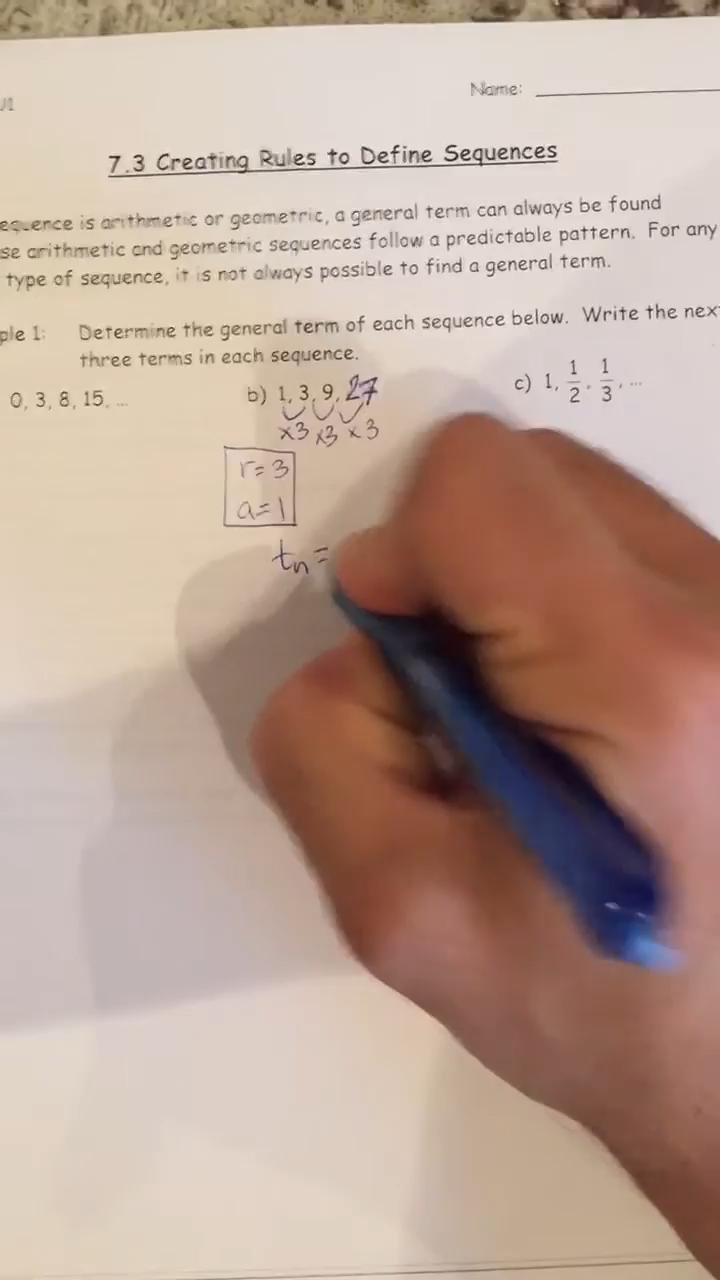 Name:
7.3 Creating Rules to Define Sequences
equence is arithmetic or geometric, a general term can always be found
se arithmetic and geometric sequences follow a predictable pattern. For any
type of sequence, it is not always possible to find a general term.
ple 1: Determine the general term of each sequence below. Write the nex
three terms in each sequence.
0, 3, 8, 15, ... b) 1, 3, 9, 27 c) 1, 1/2, 1/3, ...
×3 ×3 ×3
r = 3
a = 1
tn =